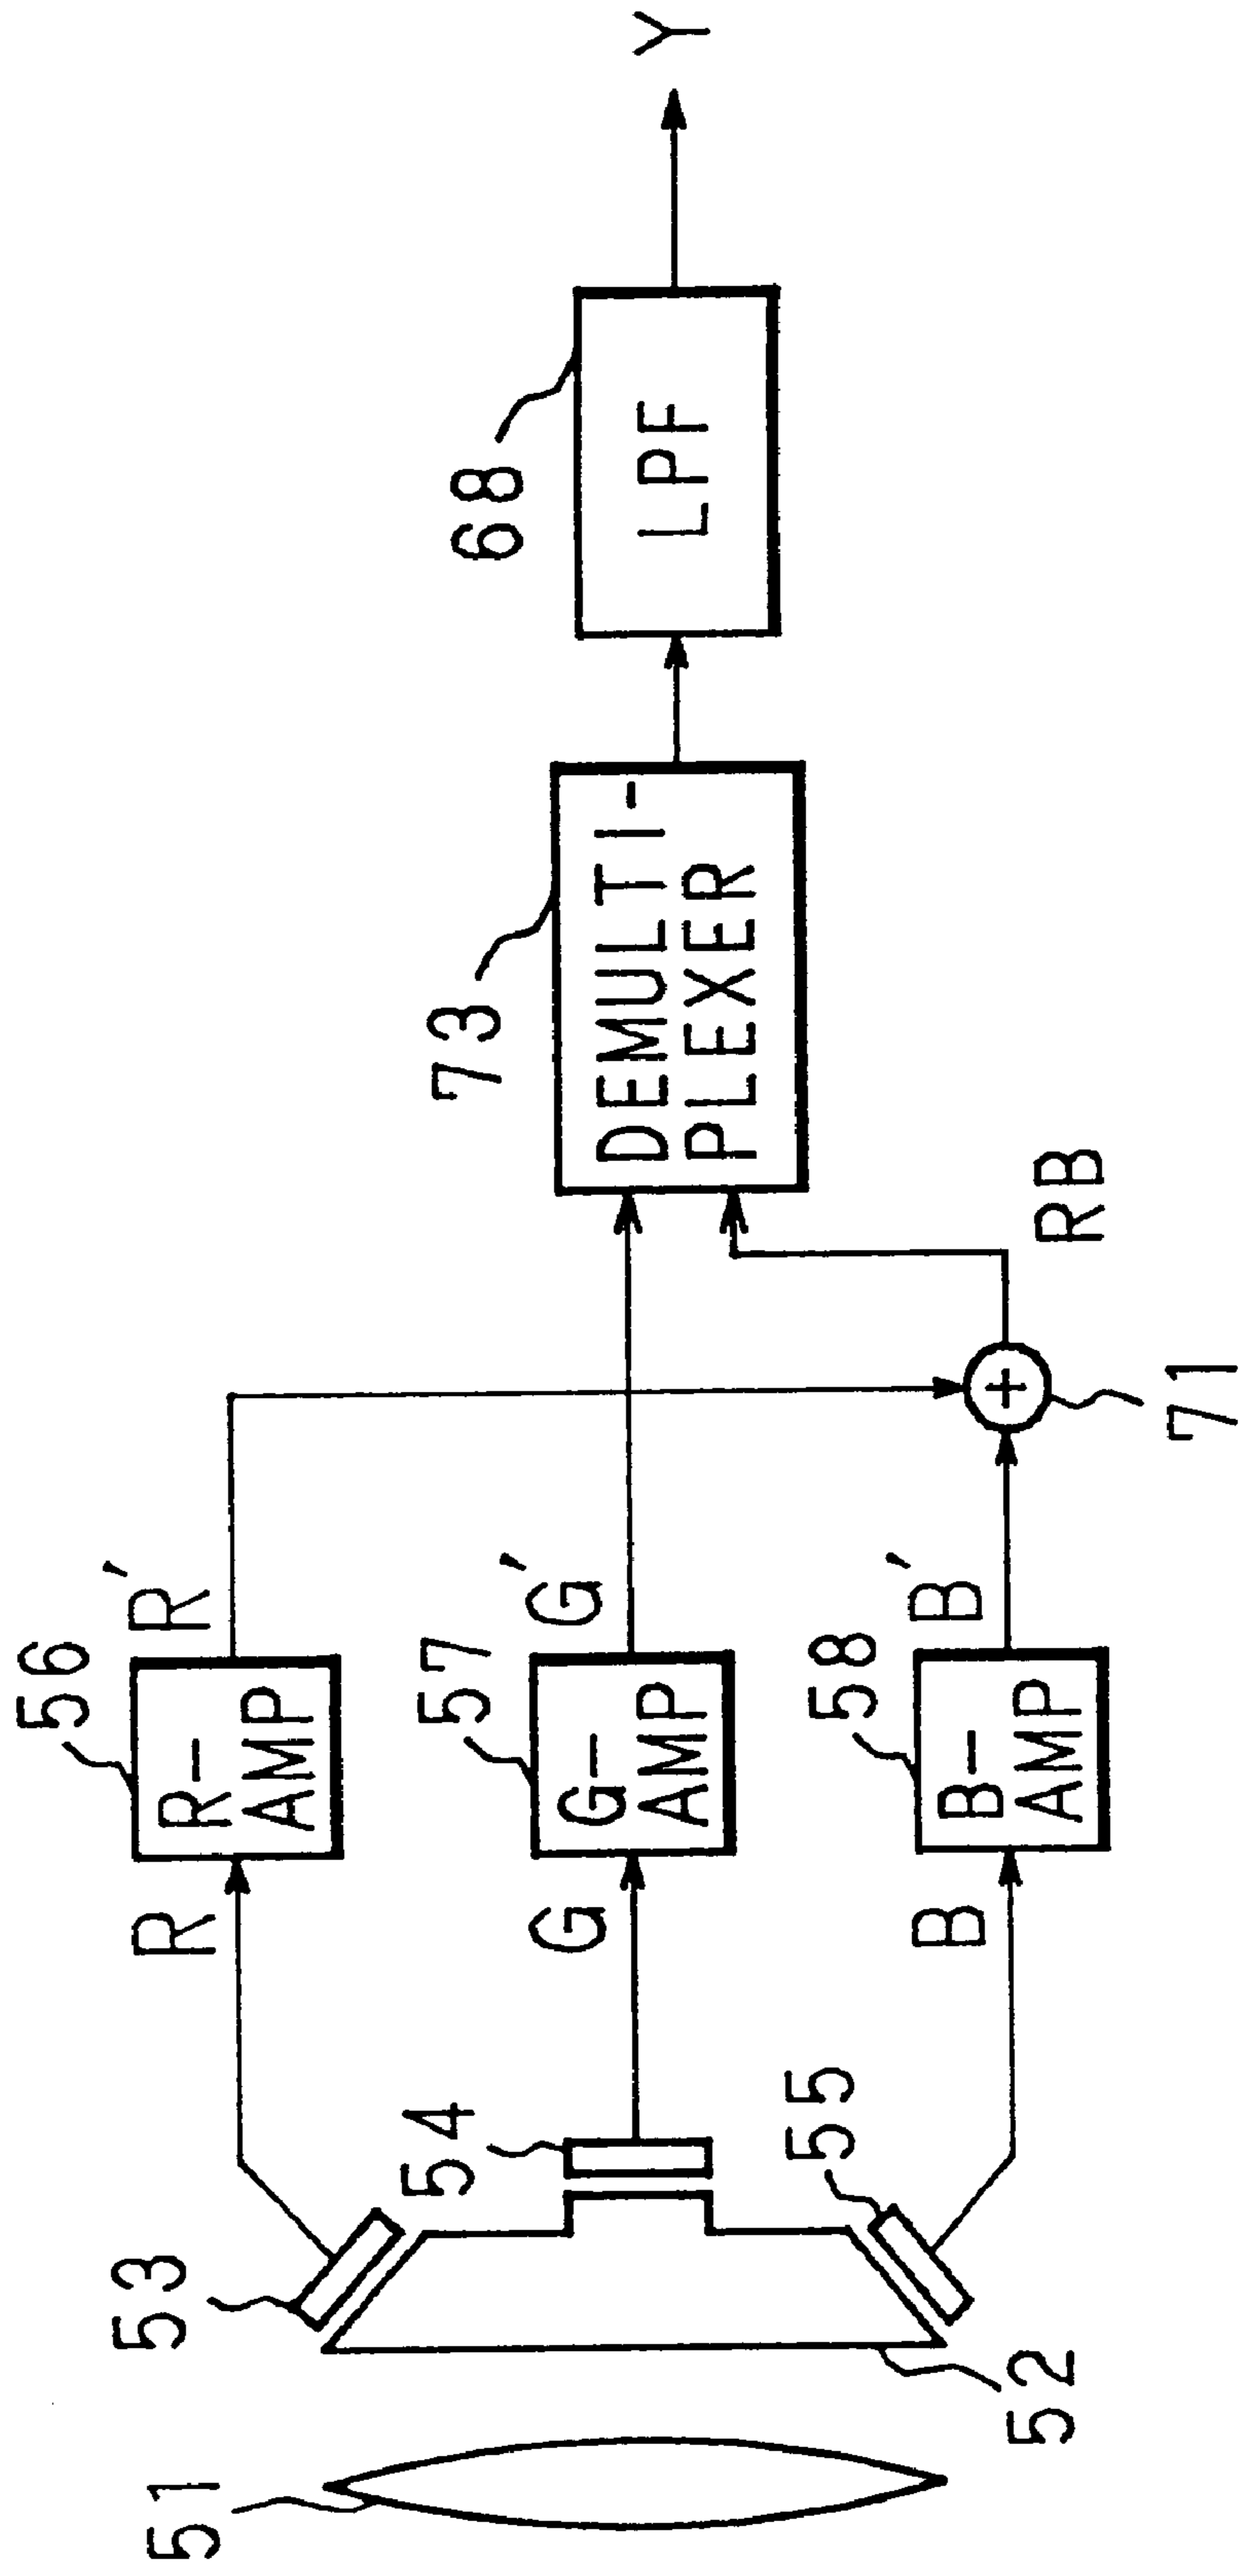 51
52
53
54
55
R
G
B
56
R-
AMP
R'
57
G-
AMP
G'
58
B-
AMP
B'
71
+
RB
73
DEMULTI-
PLEXER
68
LPF
Y